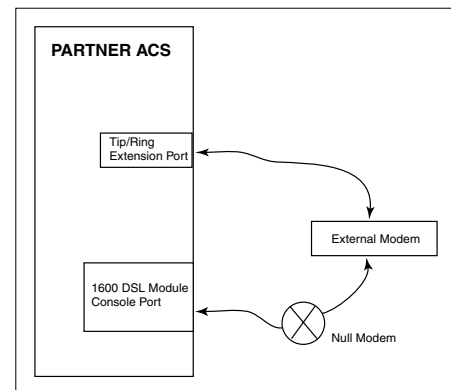 PARTNER ACS
Tip/Ring
Extension Port
External Modem
1600 DSL Module
Console Port
Null Modem